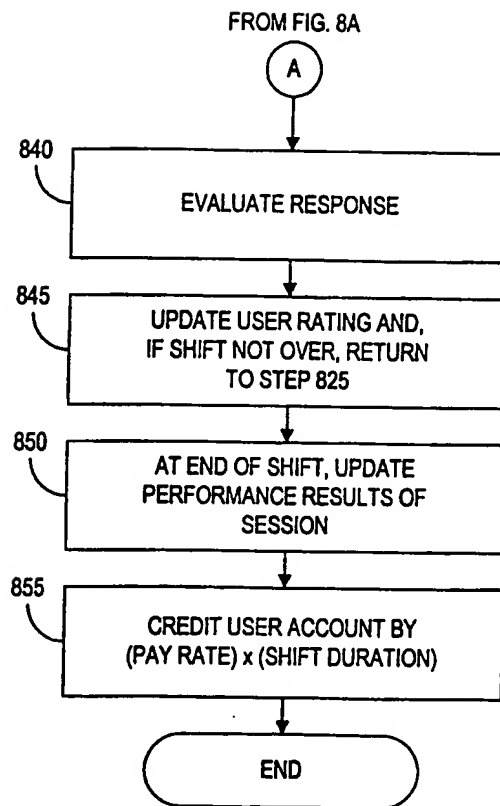 FROM FIG. 8A
A
840
EVALUATE RESPONSE
845
UPDATE USER RATING AND,
IF SHIFT NOT OVER, RETURN
TO STEP 825
850
AT END OF SHIFT, UPDATE
PERFORMANCE RESULTS OF
SESSION
855
CREDIT USER ACCOUNT BY
(PAY RATE) x (SHIFT DURATION)
END